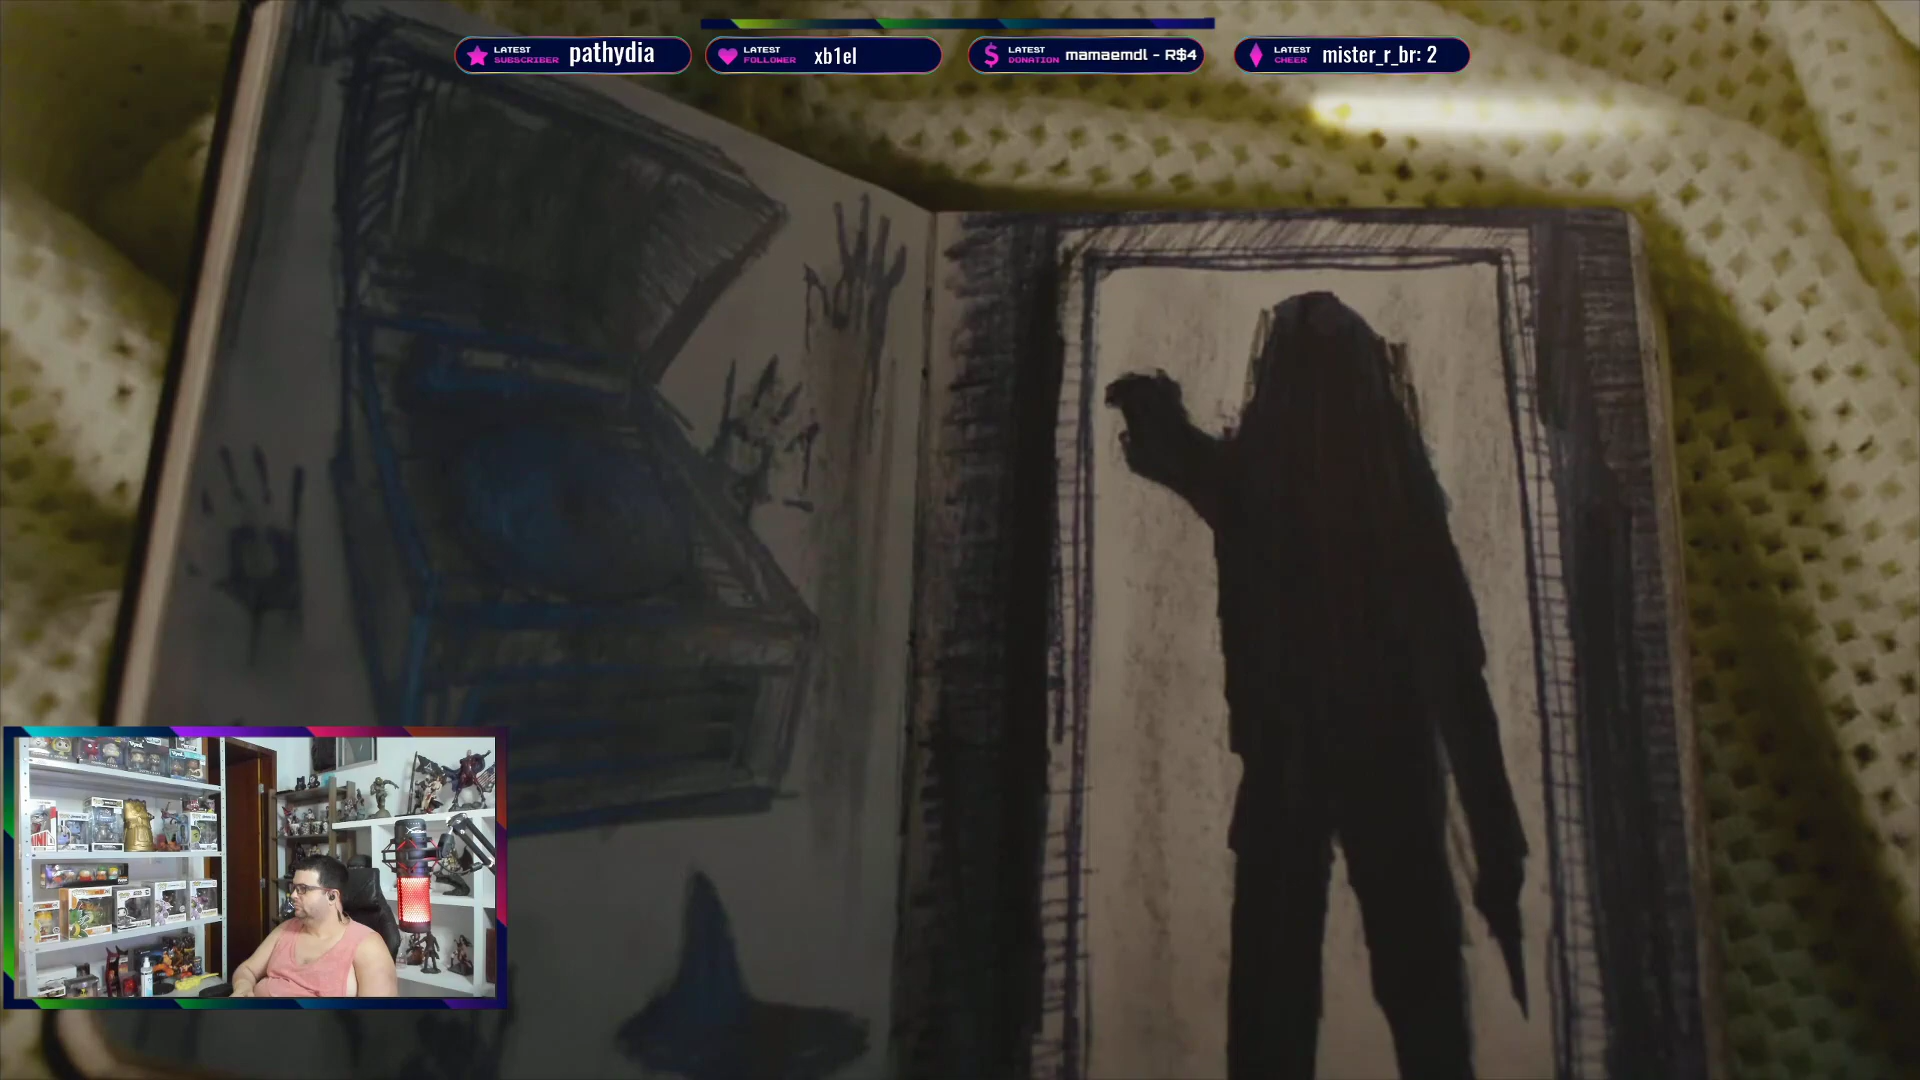 LATEST SUBSCRIBER pathydia
LATEST FOLLOWER xb1el
LATEST DONATION mamaemdl - R$4
LATEST CHEER mister_r_br: 2